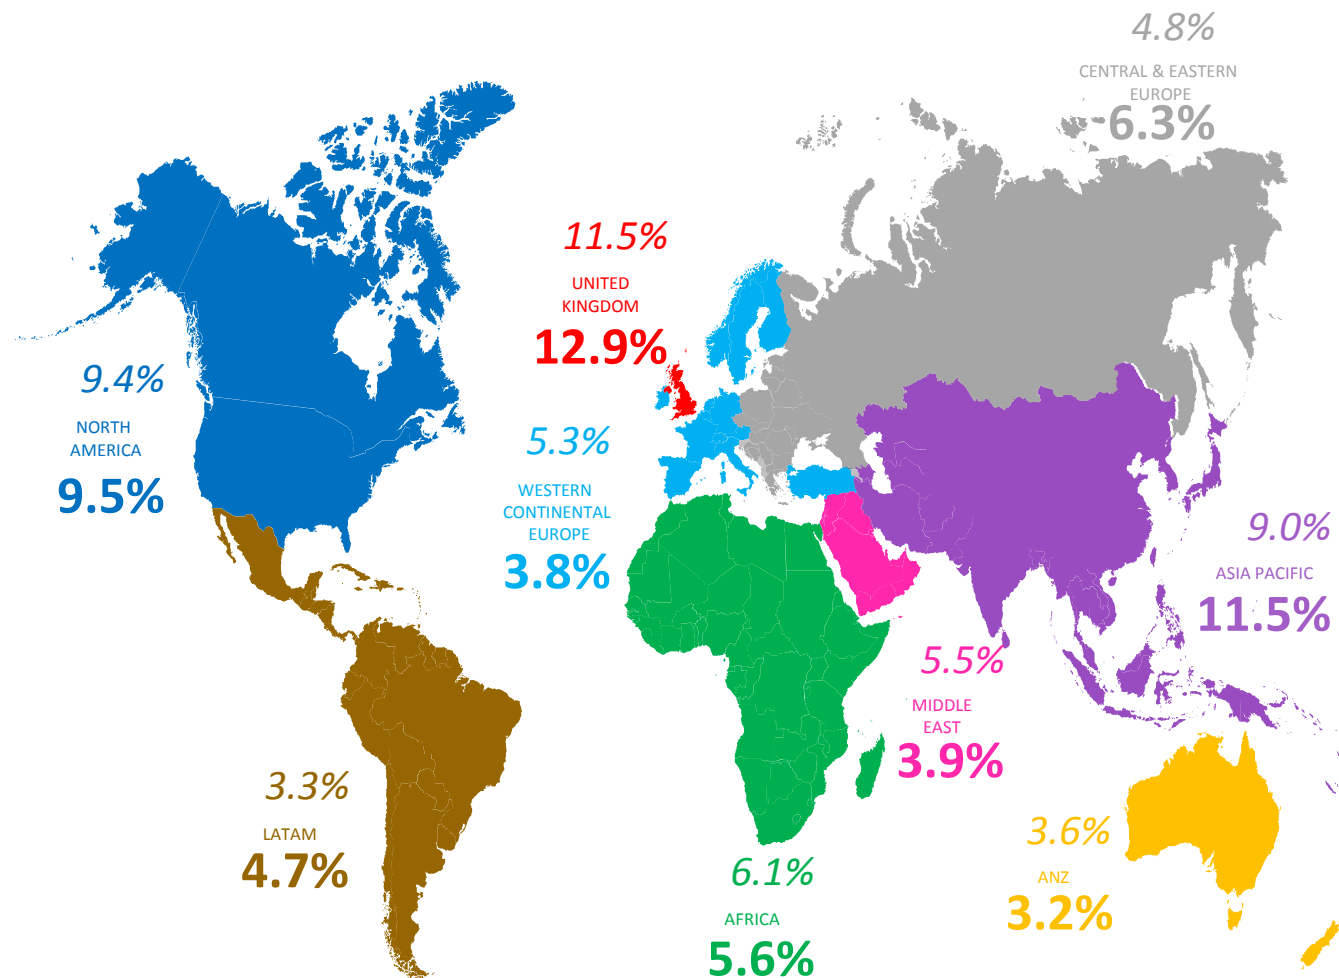 4.8%
CENTRAL & EASTERN
EUROPE
6.3%
11.5%
UNITED
KINGDOM
12.9%
9.4%
NORTH
AMERICA
9.5%
5.3%
WESTERN
CONTINENTAL
EUROPE
3.8%
9.0%
ASIA PACIFIC
11.5%
5.5%
MIDDLE
EAST
3.9%
3.3%
LATAM
4.7%
3.6%
ANZ
3.2%
6.1%
AFRICA
5.6%